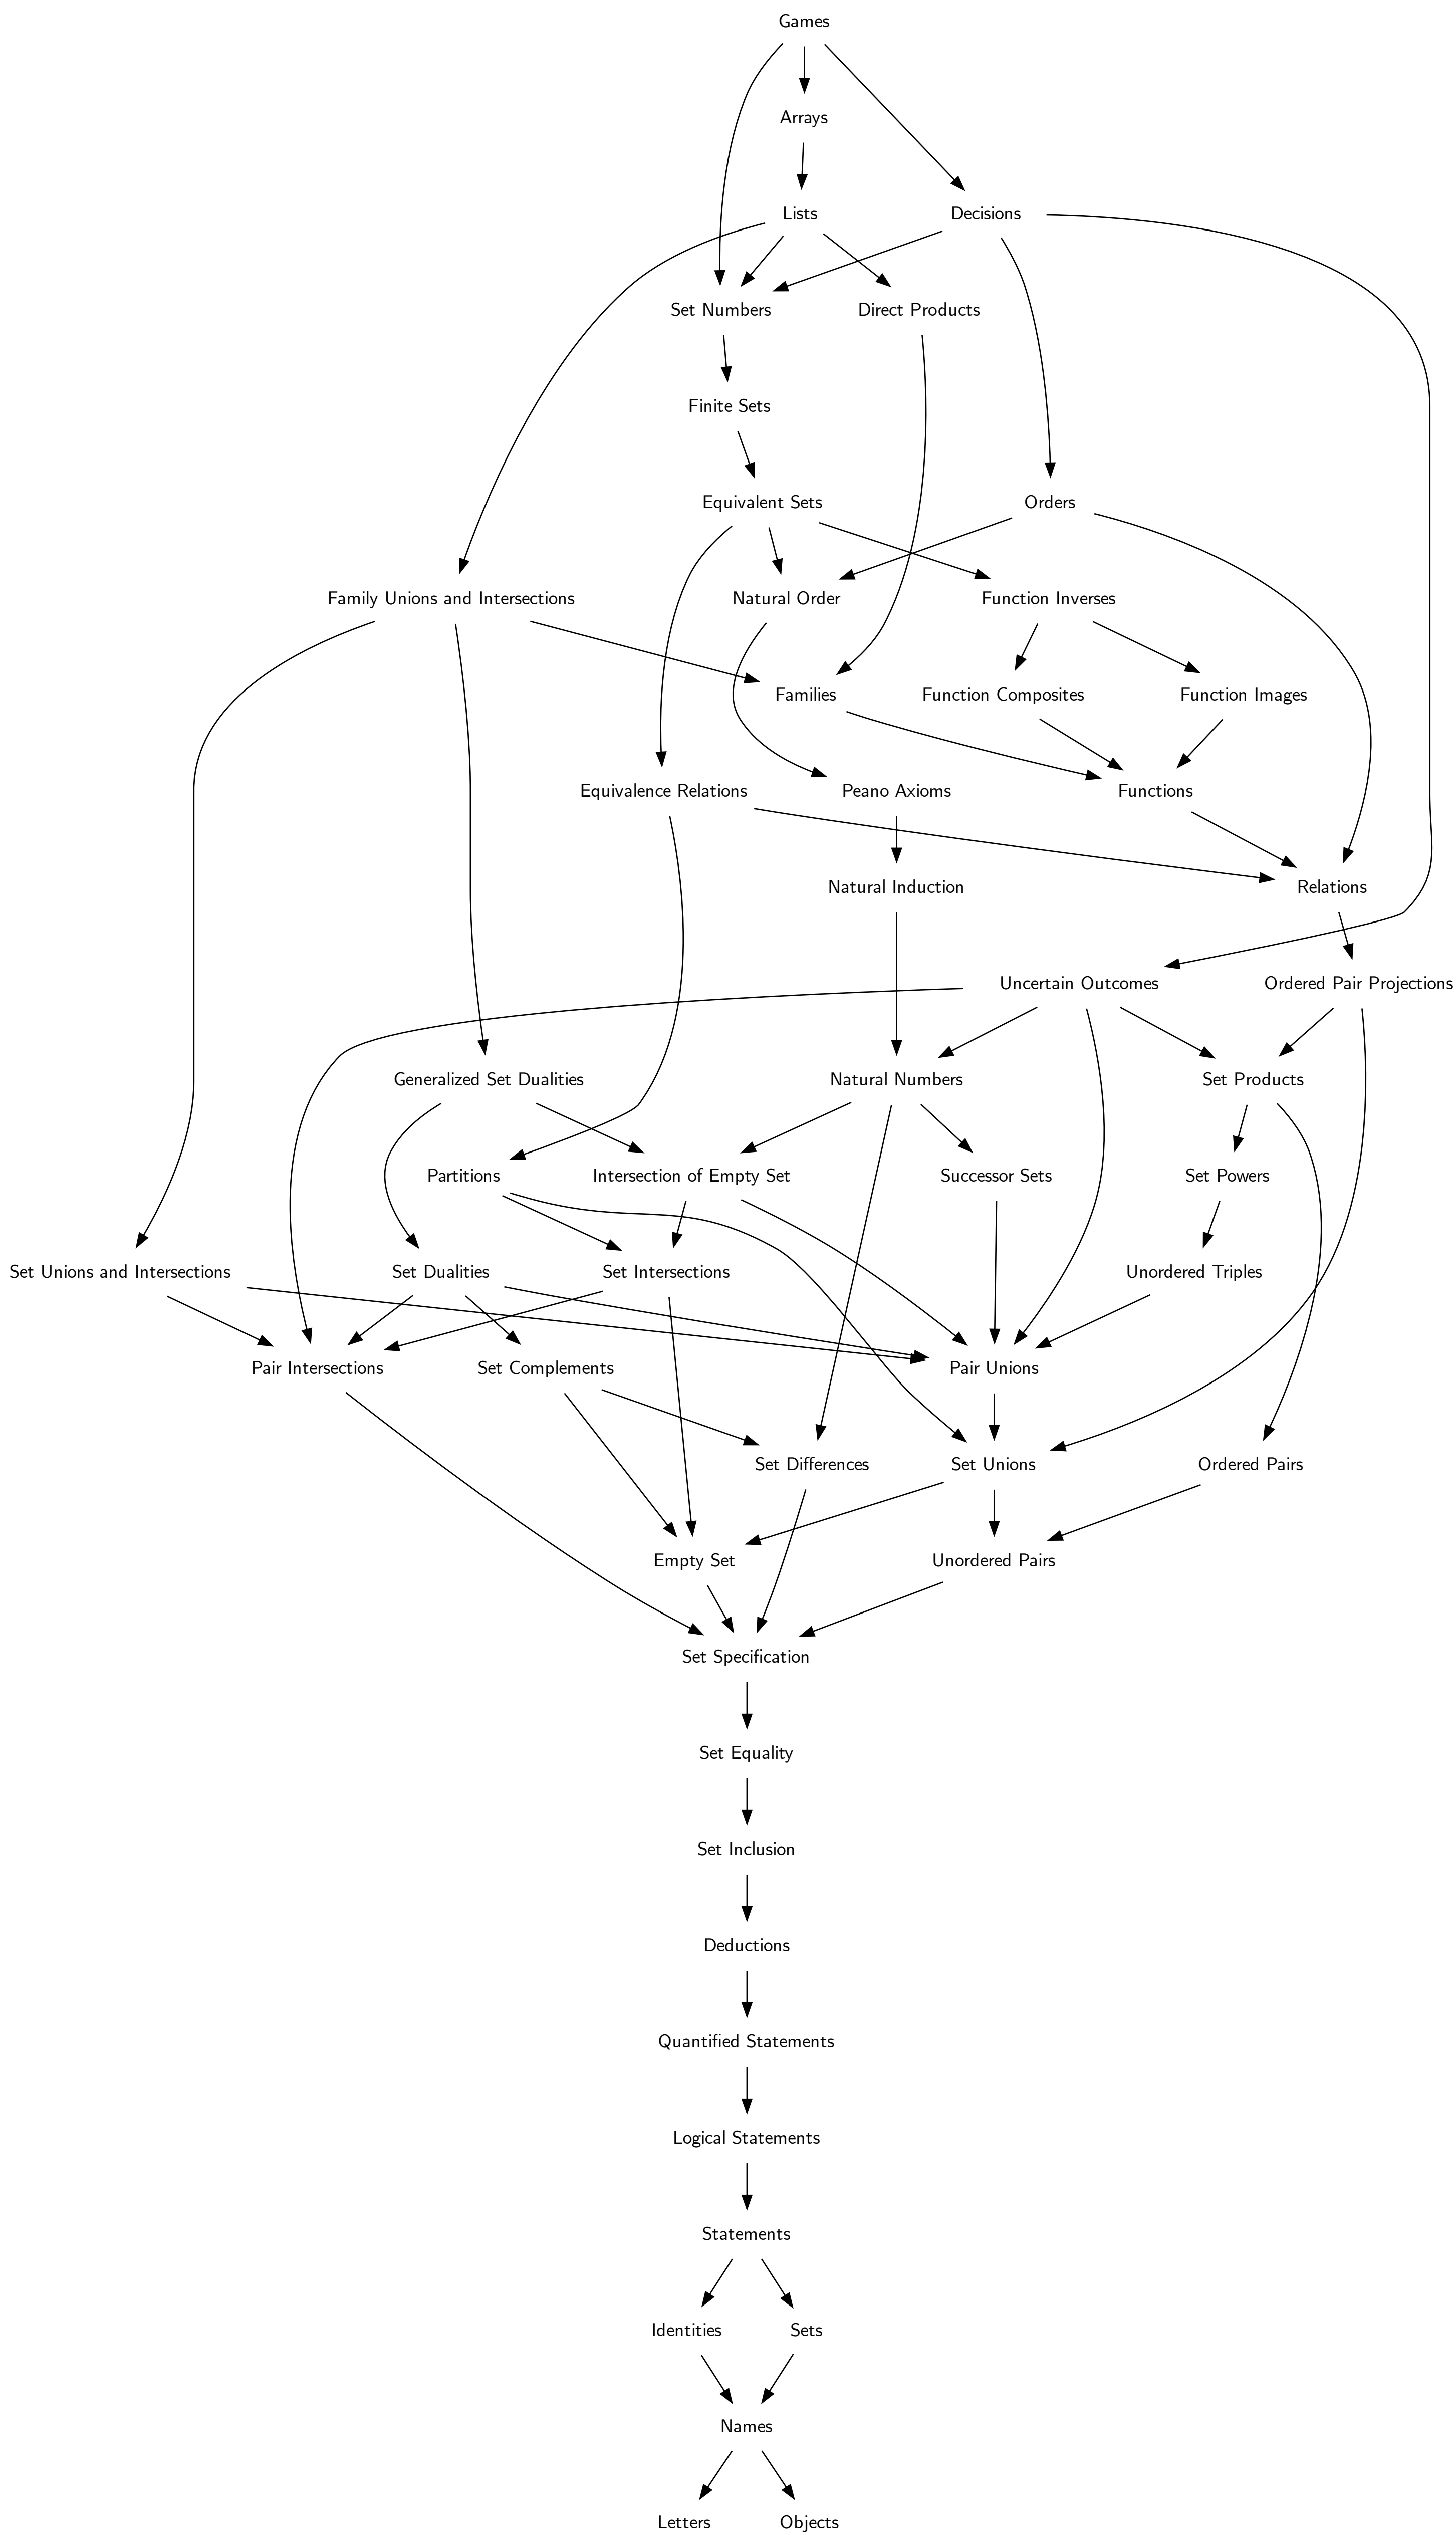 Games
Arrays
Lists
Decisions
Set Numbers
Direct Products
Finite Sets
Equivalent Sets
Orders
Family Unions and Intersections
Natural Order
Function Inverses
Families
Function Composites
Function Images
Equivalence Relations
Peano Axioms
Functions
Natural Induction
Relations
Uncertain Outcomes
Ordered Pair Projections
Generalized Set Dualities
Natural Numbers
Set Products
Partitions
Intersection of Empty Set
Successor Sets
Set Powers
Set Unions and Intersections
Set Dualities
Set Intersections
Unordered Triples
Pair Intersections
Set Complements
Pair Unions
Set Differences
Set Unions
Ordered Pairs
Empty Set
Unordered Pairs
Set Specification
Set Equality
Set Inclusion
Deductions
Quantified Statements
Logical Statements
Statements
Identities
Sets
Names
Letters
Objects